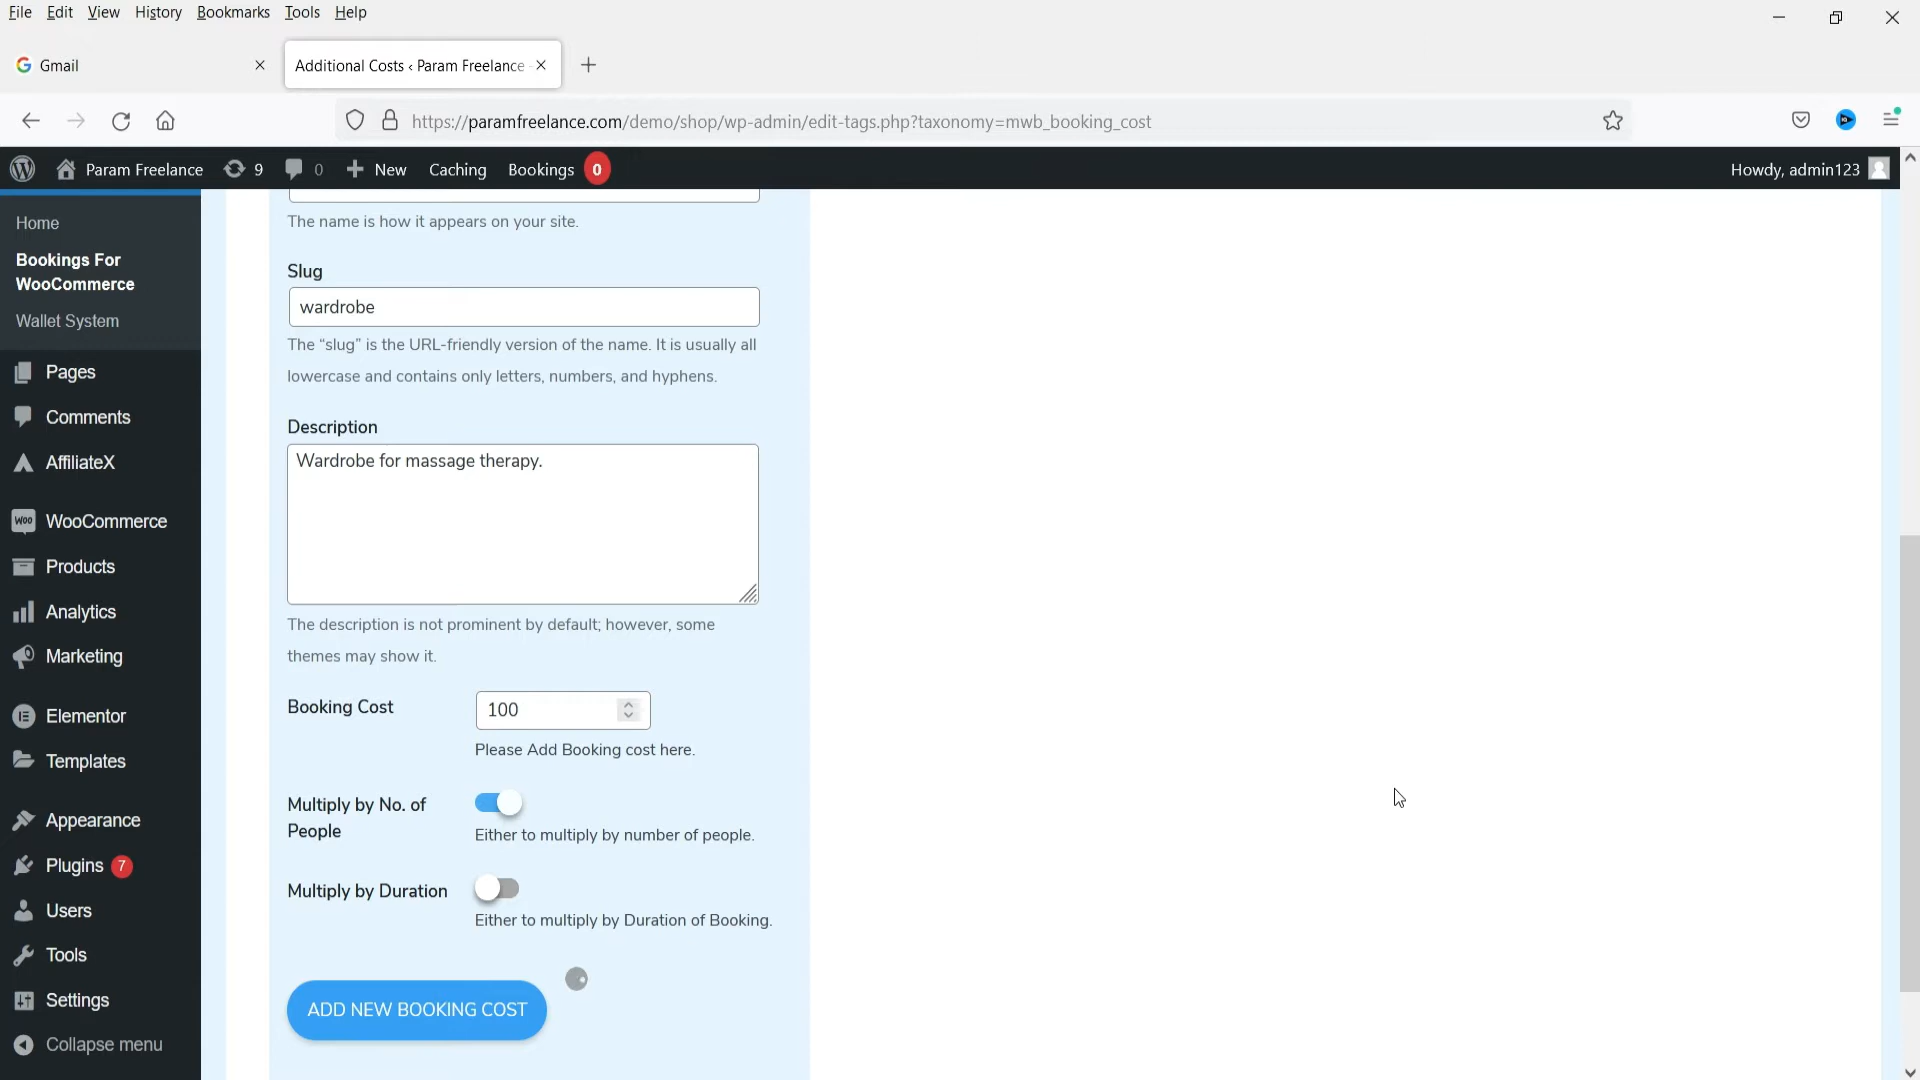 File Edit View History Bookmarks Tools Help
Gmail
Additional Costs ‹ Param Freelance
https://paramfreelance.com/demo/shop/wp-admin/edit-tags.php?taxonomy=mwb_booking_cost
Param Freelance 9 0 New Caching Bookings 0 Howdy, admin123
Home
Bookings For
WooCommerce
Wallet System
Pages
Comments
AffiliateX
Woo WooCommerce
Products
Analytics
Marketing
Elementor
Templates
Appearance
Plugins 7
Users
Tools
Settings
Collapse menu
The name is how it appears on your site.
Slug
wardrobe
The “slug” is the URL-friendly version of the name. It is usually all
lowercase and contains only letters, numbers, and hyphens.
Description
Wardrobe for massage therapy.
The description is not prominent by default; however, some
themes may show it.
Booking Cost 100
Please Add Booking cost here.
Multiply by No. of
People
Either to multiply by number of people.
Multiply by Duration
Either to multiply by Duration of Booking.
ADD NEW BOOKING COST